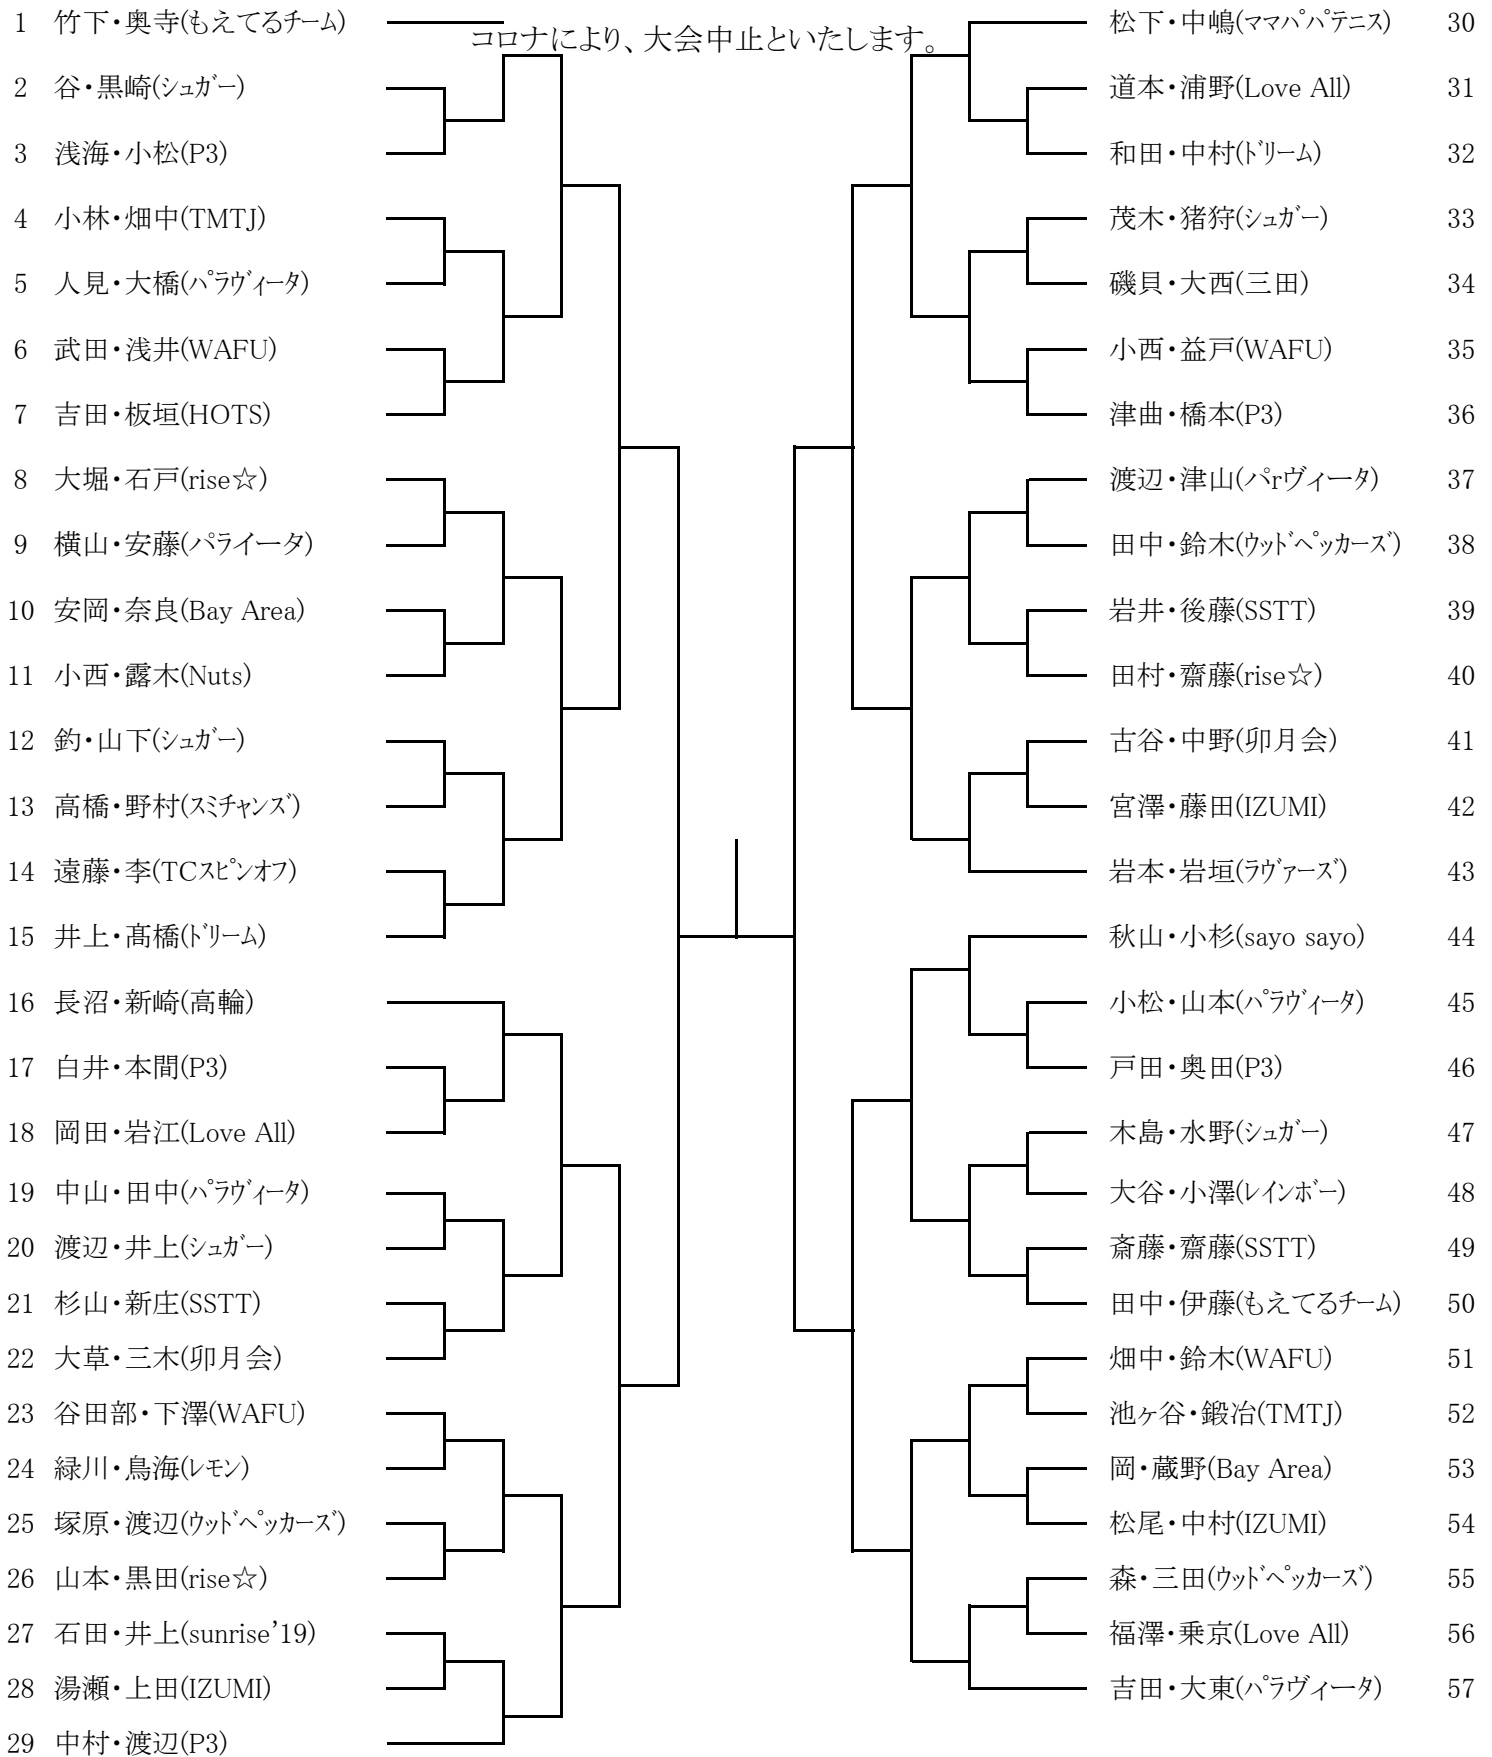 コロナにより、大会中止といたします。
1 竹下・奥寺(もえてるチーム)
2 谷・黒崎(シュガー)
3 浅海・小松(P3)
4 小林・畑中(TMTJ)
5 人見・大橋(パラヴィータ)
6 武田・浅井(WAFU)
7 吉田・板垣(HOTS)
8 大堀・石戸(rise☆)
9 横山・安藤(パライータ)
10 安岡・奈良(Bay Area)
11 小西・露木(Nuts)
12 釣・山下(シュガー)
13 高橋・野村(スミチャンズ)
14 遠藤・李(TCスピンオフ)
15 井上・髙橋(ドリーム)
16 長沼・新崎(高輪)
17 白井・本間(P3)
18 岡田・岩江(Love All)
19 中山・田中(パラヴィータ)
20 渡辺・井上(シュガー)
21 杉山・新庄(SSTT)
22 大草・三木(卯月会)
23 谷田部・下澤(WAFU)
24 緑川・鳥海(レモン)
25 塚原・渡辺(ウッドペッカーズ)
26 山本・黒田(rise☆)
27 石田・井上(sunrise’19)
28 湯瀬・上田(IZUMI)
29 中村・渡辺(P3)
松下・中嶋(ママパパテニス) 30
道本・浦野(Love All) 31
和田・中村(ドリーム) 32
茂木・猪狩(シュガー) 33
磯貝・大西(三田) 34
小西・益戸(WAFU) 35
津曲・橋本(P3) 36
渡辺・津山(パrヴィータ) 37
田中・鈴木(ウッドペッカーズ) 38
岩井・後藤(SSTT) 39
田村・齋藤(rise☆) 40
古谷・中野(卯月会) 41
宮澤・藤田(IZUMI) 42
岩本・岩垣(ラヴァーズ) 43
秋山・小杉(sayo sayo) 44
小松・山本(パラヴィータ) 45
戸田・奥田(P3) 46
木島・水野(シュガー) 47
大谷・小澤(レインボー) 48
斎藤・齋藤(SSTT) 49
田中・伊藤(もえてるチーム) 50
畑中・鈴木(WAFU) 51
池ヶ谷・鍛冶(TMTJ) 52
岡・蔵野(Bay Area) 53
松尾・中村(IZUMI) 54
森・三田(ウッドペッカーズ) 55
福澤・乗京(Love All) 56
吉田・大東(パラヴィータ) 57